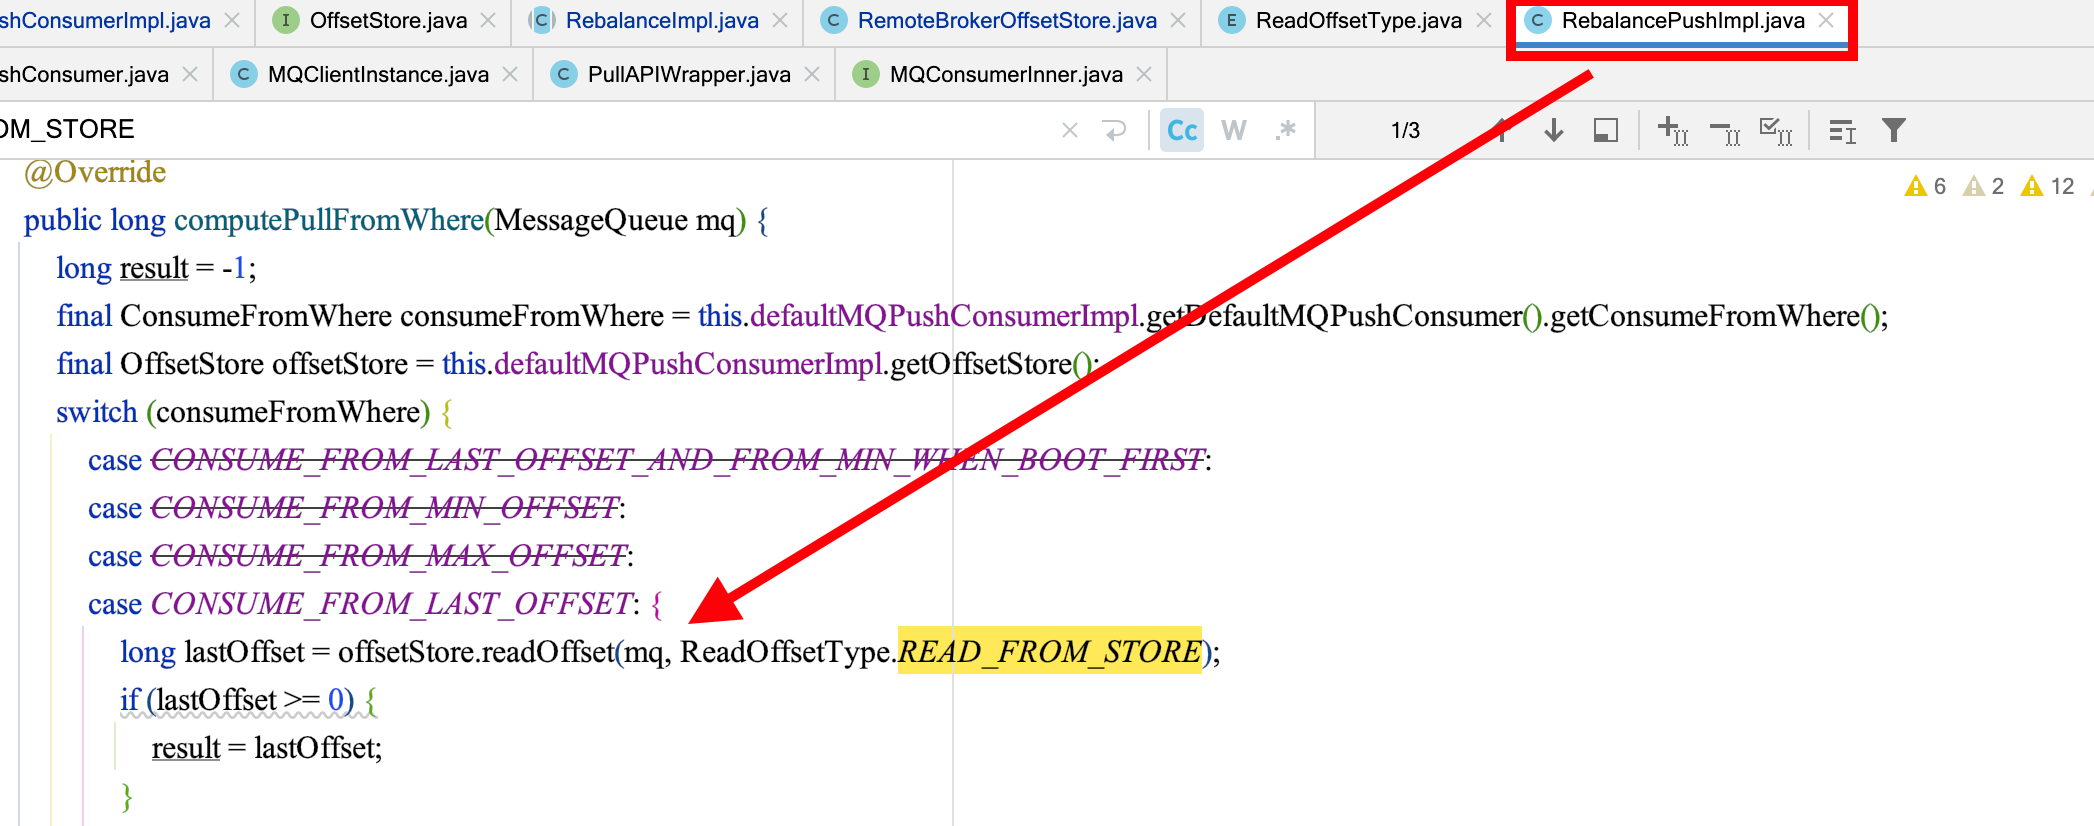 shConsumerImpl.java
OffsetStore.java
RebalanceImpl.java
RemoteBrokerOffsetStore.java
ReadOffsetType.java
RebalancePushImpl.java
shConsumer.java
MQClientInstance.java
PullAPIWrapper.java
MQConsumerInner.java
OM_STORE
Cc
W
.*
1/3
6
2
12
@Override
public long computePullFromWhere(MessageQueue mq) {
long result = -1;
final ConsumeFromWhere consumeFromWhere = this.defaultMQPushConsumerImpl.getDefaultMQPushConsumer().getConsumeFromWhere();
final OffsetStore offsetStore = this.defaultMQPushConsumerImpl.getOffsetStore();
switch (consumeFromWhere) {
case CONSUME_FROM_LAST_OFFSET_AND_FROM_MIN_WHEN_BOOT_FIRST:
case CONSUME_FROM_MIN_OFFSET:
case CONSUME_FROM_MAX_OFFSET:
case CONSUME_FROM_LAST_OFFSET: {
long lastOffset = offsetStore.readOffset(mq, ReadOffsetType.READ_FROM_STORE);
if (lastOffset >= 0) {
result = lastOffset;
}